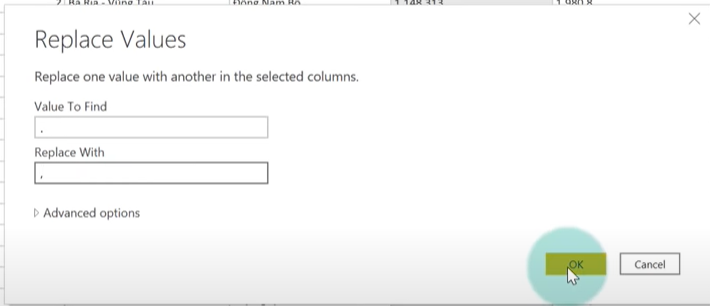 2 Bà Rịa - Vũng Tàu Đông Nam Bộ 1 148 313 1 980.8
Replace Values
Replace one value with another in the selected columns.
Value To Find
.
Replace With
,
Advanced options
OK Cancel